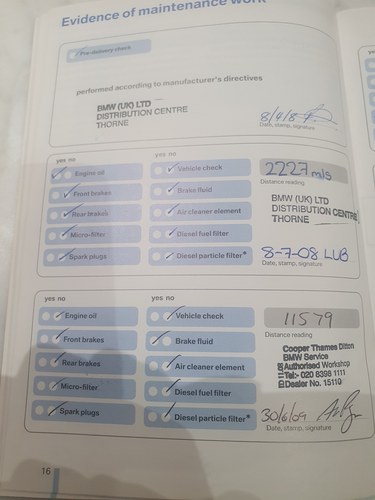 Evidence of maintenance work
Pre-delivery check
performed according to manufacturer's directives
BMW (UK) LTD
DISTRIBUTION CENTRE
THORNE
8/4/8
Date, stamp, signature
yes no yes no
Engine oil Vehicle check 2227 mls
Front brakes Brake fluid Distance reading
Rear brakes Air cleaner element BMW (UK) LTD
DISTRIBUTION CENTRE
Micro-filter Diesel fuel filter THORNE
Spark plugs Diesel particle filter* 8-7-08 LUB
Date, stamp, signature
yes no yes no
Engine oil Vehicle check 11579
Front brakes Brake fluid Distance reading
Rear brakes Air cleaner element Cooper Thames Ditton
BMW Service
Authorised Workshop
Micro-filter Diesel fuel filter Tel:- 020 8398 1111
Dealer No. 15110
Spark plugs Diesel particle filter* 30/6/09
Date, stamp, signature
16